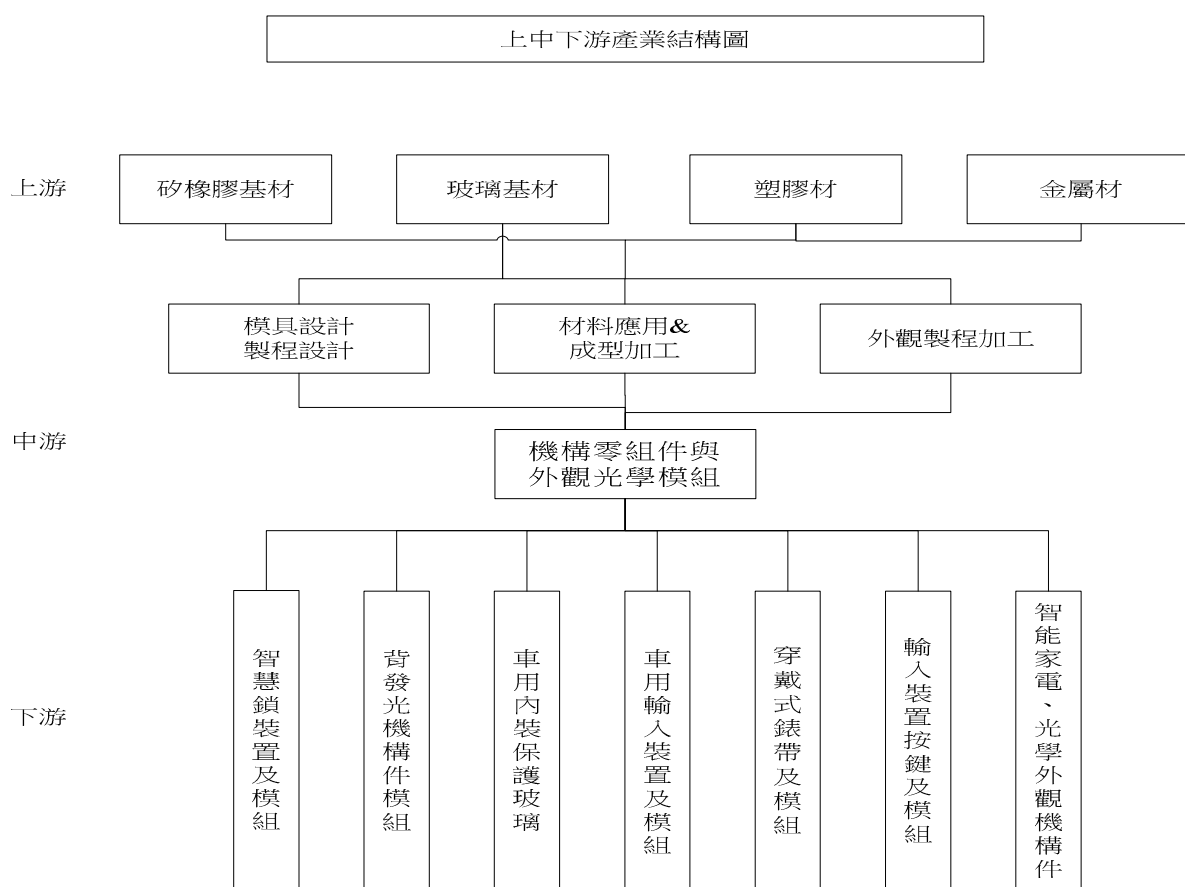 上中下游產業結構圖
上游
矽橡膠基材
玻璃基材
塑膠材
金屬材
模具設計
製程設計
材料應用&
成型加工
外觀製程加工
中游
機構零組件與
外觀光學模組
下游
智慧鎖裝置及模組
背發光機構件模組
車用內裝保護玻璃
車用輸入裝置及模組
穿戴式錶帶及模組
輸入裝置按鍵及模組
智能家電、光學外觀機構件